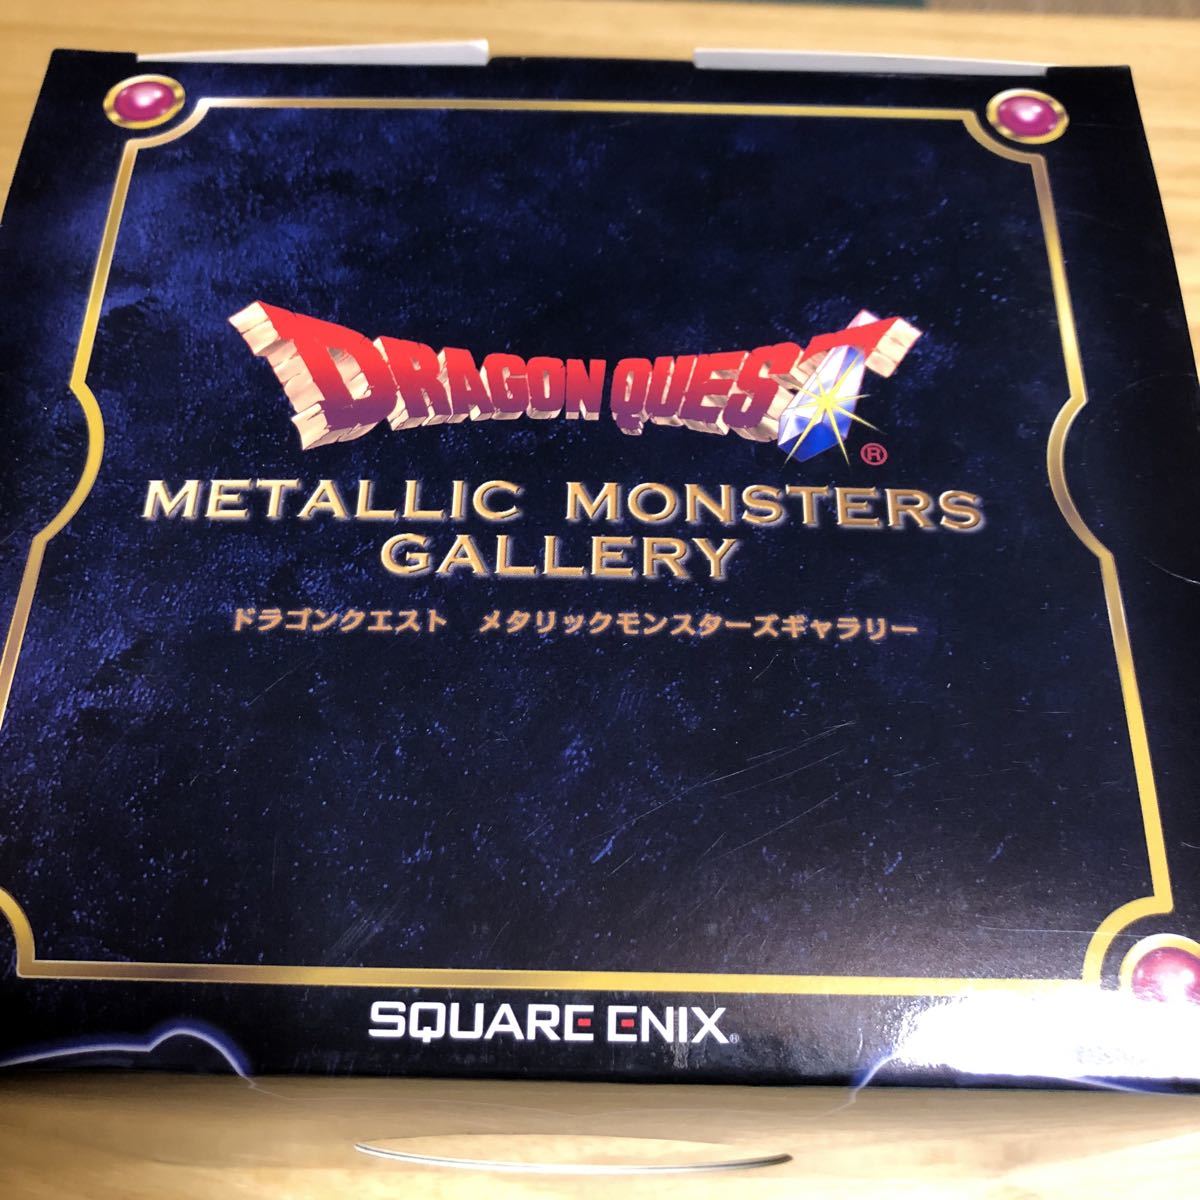 DRAGON QUEST®
METALLIC MONSTERS
GALLERY
ドラゴンクエスト　メタリックモンスターズギャラリー
SQUARE ENIX®